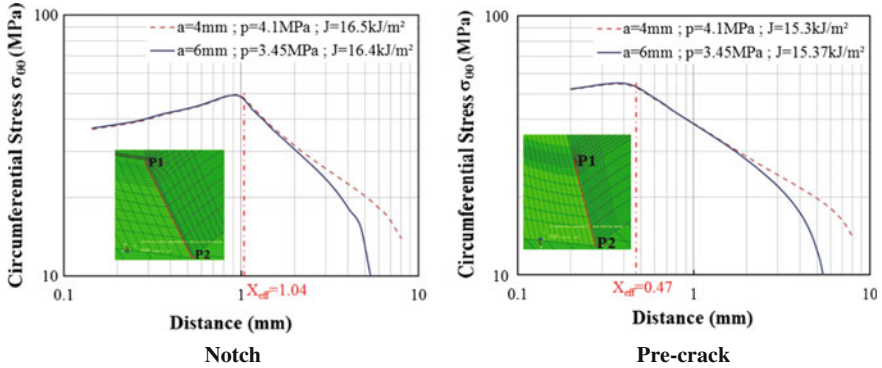 100
a=4mm ; p=4.1MPa ; J=16.5kJ/m²
a=6mm ; p=3.45MPa ; J=16.4kJ/m²
Circumferential Stress σθθ (MPa)
P1
P2
10
0.1
1
10
Xeff=1.04
Distance (mm)
Notch
100
a=4mm ; p=4.1MPa ; J=15.3kJ/m²
a=6mm ; p=3.45MPa ; J=15.37kJ/m²
Circumferential Stress σθθ (MPa)
P1
P2
10
0.1
1
10
Xeff=0.47
Distance (mm)
Pre-crack